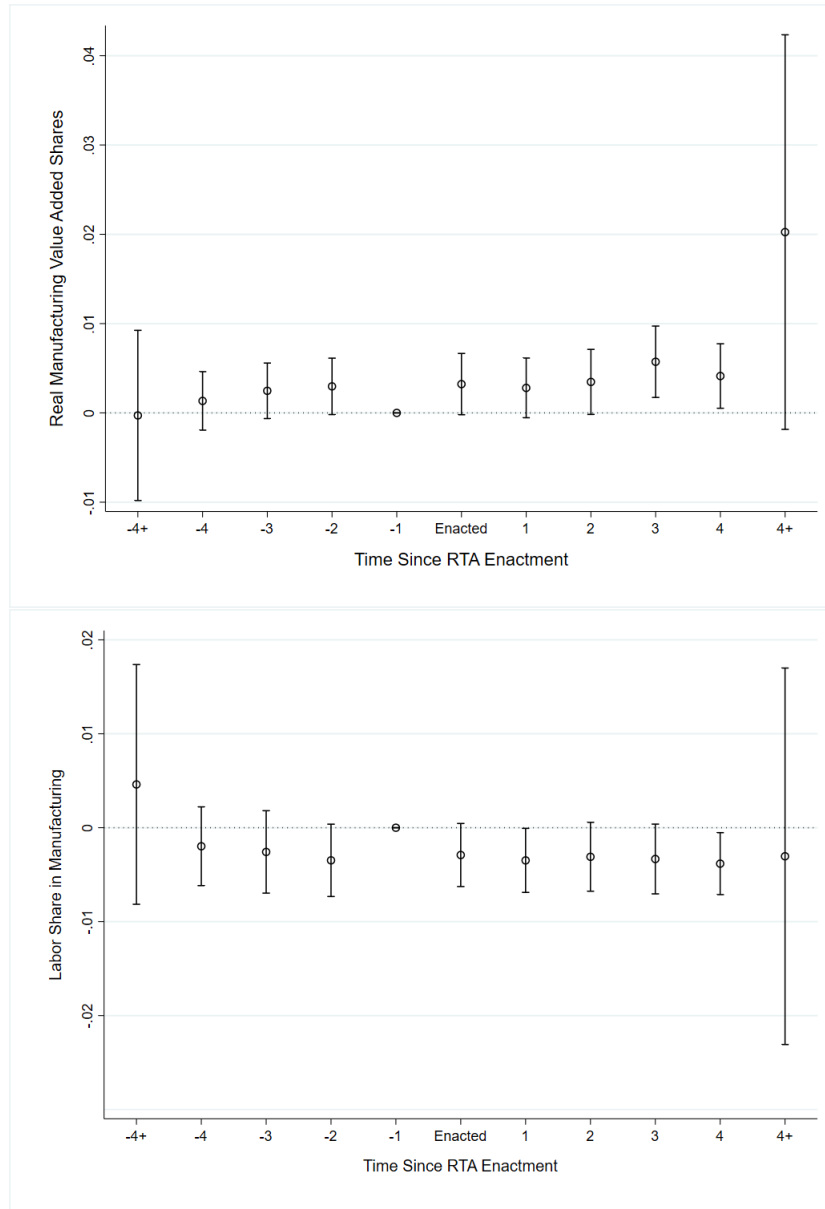 Real Manufacturing Value Added Shares
.04
.03
.02
.01
0
-.01
-4+ -4 -3 -2 -1 Enacted 1 2 3 4 4+
Time Since RTA Enactment
Labor Share in Manufacturing
.02
.01
0
-.01
-.02
-4+ -4 -3 -2 -1 Enacted 1 2 3 4 4+
Time Since RTA Enactment